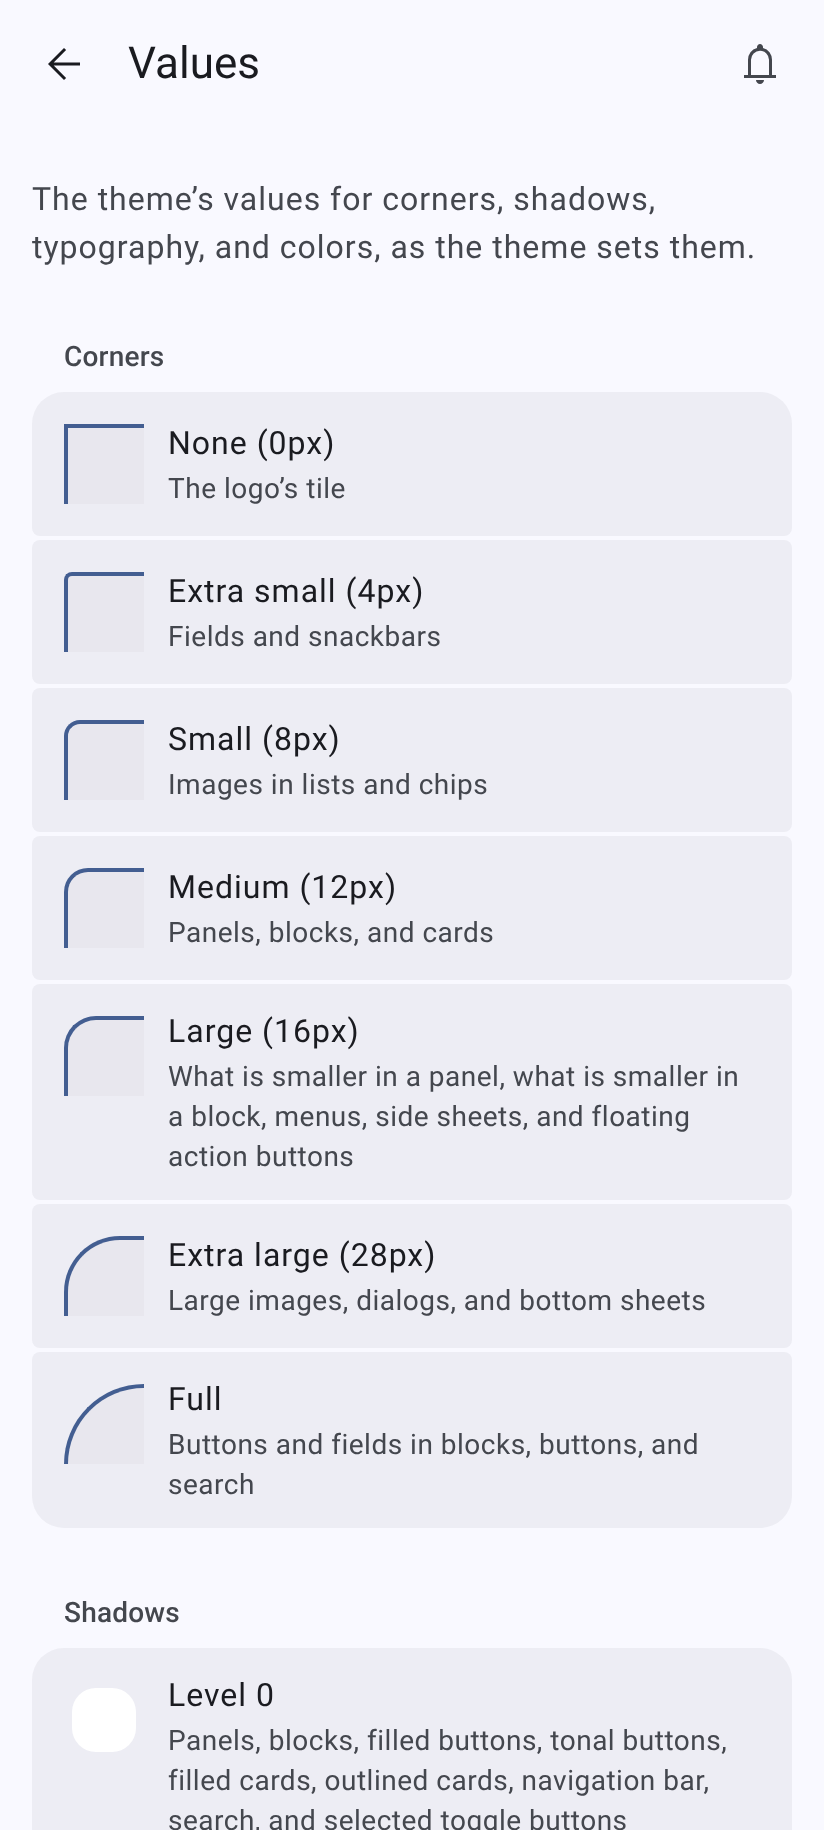 Values
The theme’s values for corners, shadows,
typography, and colors, as the theme sets them.
Corners
None (0px)
The logo’s tile
Extra small (4px)
Fields and snackbars
Small (8px)
Images in lists and chips
Medium (12px)
Panels, blocks, and cards
Large (16px)
What is smaller in a panel, what is smaller in
a block, menus, side sheets, and floating
action buttons
Extra large (28px)
Large images, dialogs, and bottom sheets
Full
Buttons and fields in blocks, buttons, and
search
Shadows
Level 0
Panels, blocks, filled buttons, tonal buttons,
filled cards, outlined cards, navigation bar,
search, and selected toggle buttons